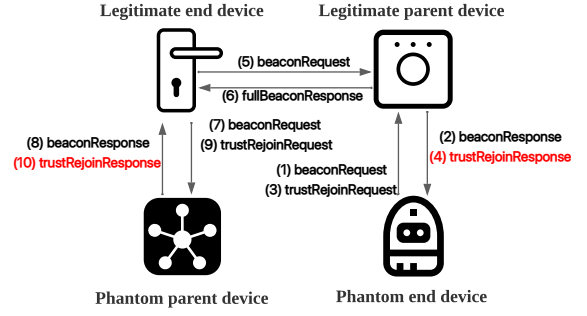 Legitimate end device
Legitimate parent device
(5) beaconRequest
(6) fullBeaconResponse
(7) beaconRequest
(9) trustRejoinRequest
(8) beaconResponse
(10) trustRejoinResponse
(2) beaconResponse
(4) trustRejoinResponse
(1) beaconRequest
(3) trustRejoinRequest
Phantom parent device
Phantom end device